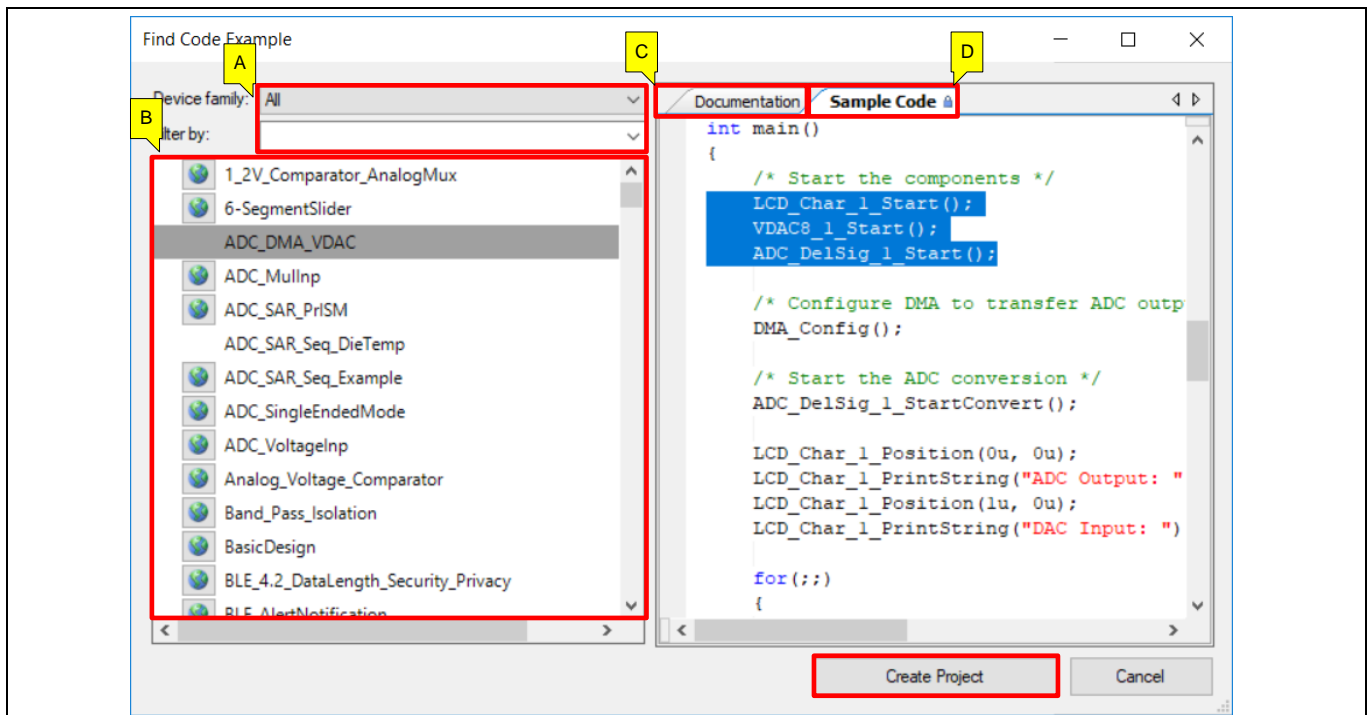 Find Code Example
A
C
D
Device family: All
B
Filter by:
Documentation
Sample Code
1_2V_Comparator_AnalogMux
6-SegmentSlider
ADC_DMA_VDAC
ADC_MulInp
ADC_SAR_PrISM
ADC_SAR_Seq_DieTemp
ADC_SAR_Seq_Example
ADC_SingleEndedMode
ADC_VoltageInp
Analog_Voltage_Comparator
Band_Pass_Isolation
BasicDesign
BLE_4.2_DataLength_Security_Privacy
BLE_AlertNotification
int main()
{
/* Start the components */
LCD_Char_1_Start();
VDAC8_1_Start();
ADC_DelSig_1_Start();
/* Configure DMA to transfer ADC outp
DMA_Config();
/* Start the ADC conversion */
ADC_DelSig_1_StartConvert();
LCD_Char_1_Position(0u, 0u);
LCD_Char_1_PrintString("ADC Output: "
LCD_Char_1_Position(1u, 0u);
LCD_Char_1_PrintString("DAC Input: ")
for(;;)
{
Create Project
Cancel